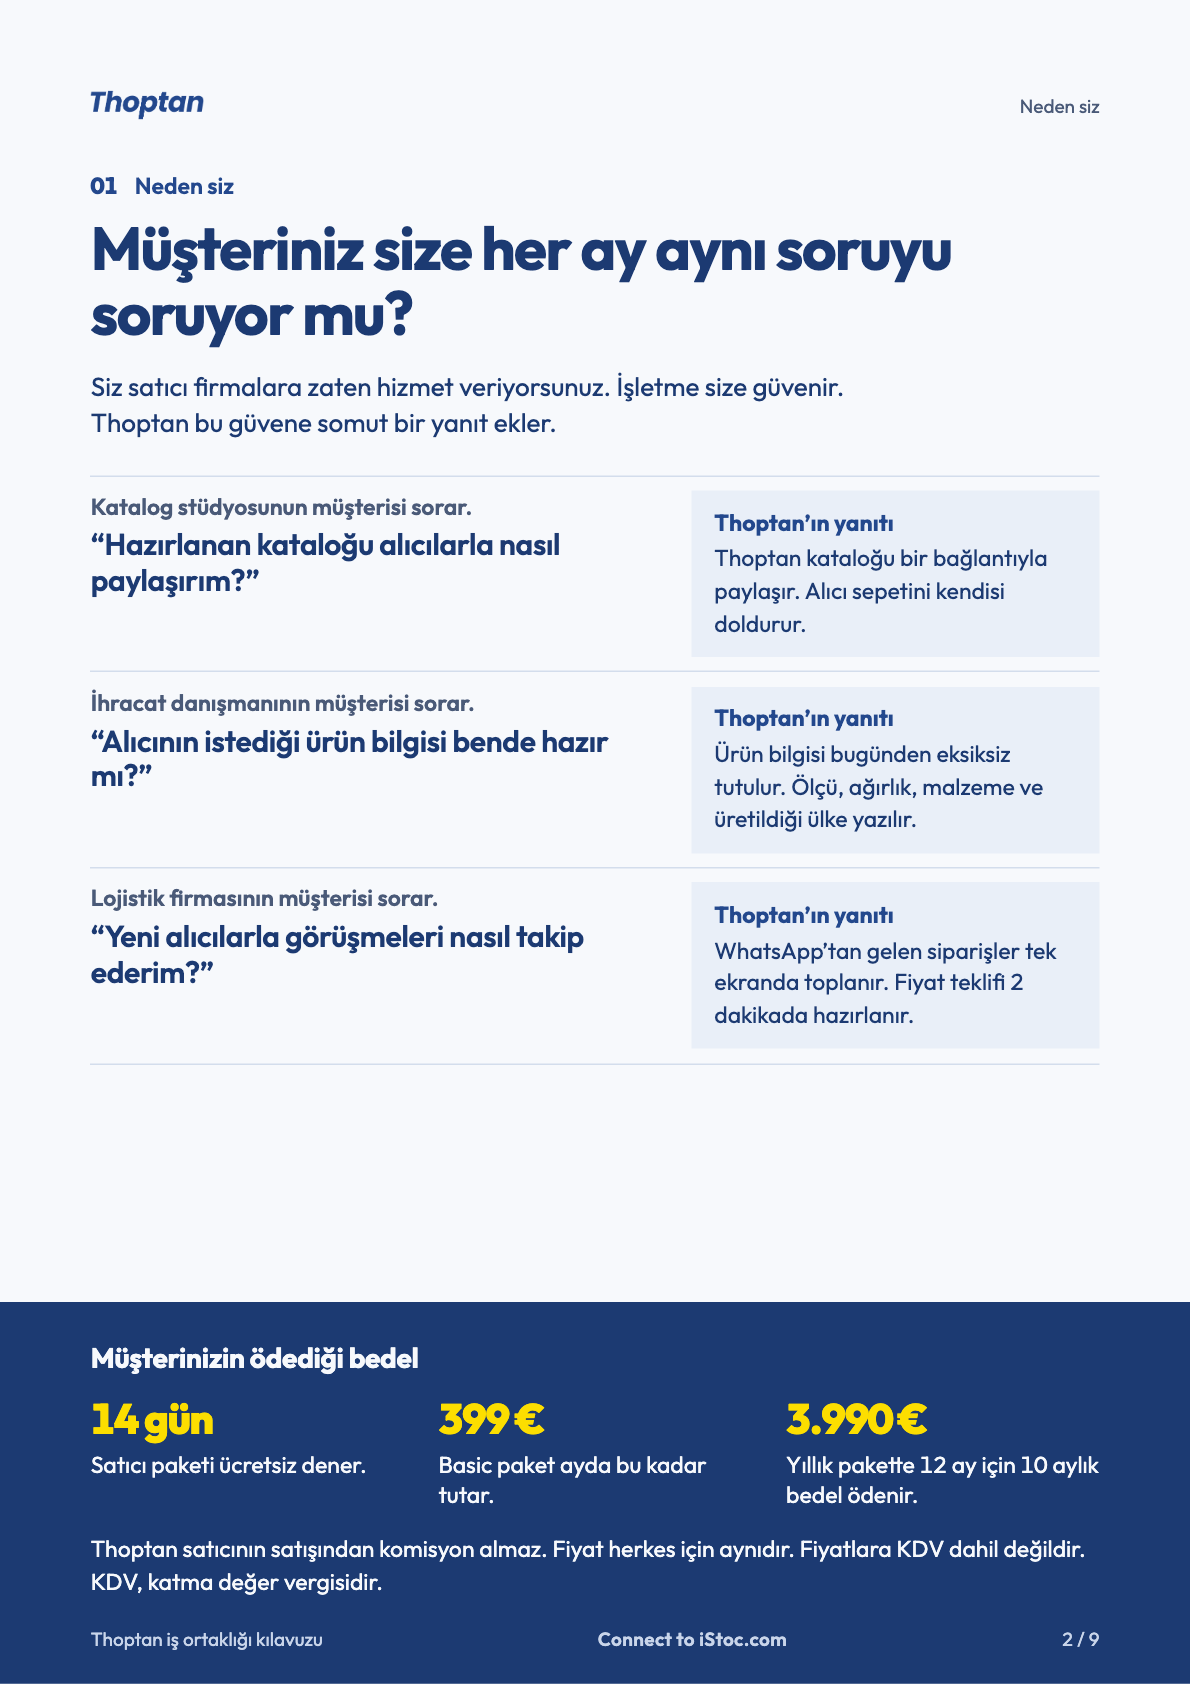 Thoptan
Neden siz
01 Neden siz
Müşteriniz size her ay aynı soruyu
soruyor mu?
Siz satıcı firmalara zaten hizmet veriyorsunuz. İşletme size güvenir.
Thoptan bu güvene somut bir yanıt ekler.
Katalog stüdyosunun müşterisi sorar.
“Hazırlanan kataloğu alıcılarla nasıl
paylaşırım?”
Thoptan’ın yanıtı
Thoptan kataloğu bir bağlantıyla
paylaşır. Alıcı sepetini kendisi
doldurur.
İhracat danışmanının müşterisi sorar.
“Alıcının istediği ürün bilgisi bende hazır
mı?”
Thoptan’ın yanıtı
Ürün bilgisi bugünden eksiksiz
tutulur. Ölçü, ağırlık, malzeme ve
üretildiği ülke yazılır.
Lojistik firmasının müşterisi sorar.
“Yeni alıcılarla görüşmeleri nasıl takip
ederim?”
Thoptan’ın yanıtı
WhatsApp’tan gelen siparişler tek
ekranda toplanır. Fiyat teklifi 2
dakikada hazırlanır.
Müşterinizin ödediği bedel
14 gün
Satıcı paketi ücretsiz dener.
399 €
Basic paket ayda bu kadar
tutar.
3.990 €
Yıllık pakette 12 ay için 10 aylık
bedel ödenir.
Thoptan satıcının satışından komisyon almaz. Fiyat herkes için aynıdır. Fiyatlara KDV dahil değildir.
KDV, katma değer vergisidir.
Thoptan iş ortaklığı kılavuzu
Connect to iStoc.com
2 / 9